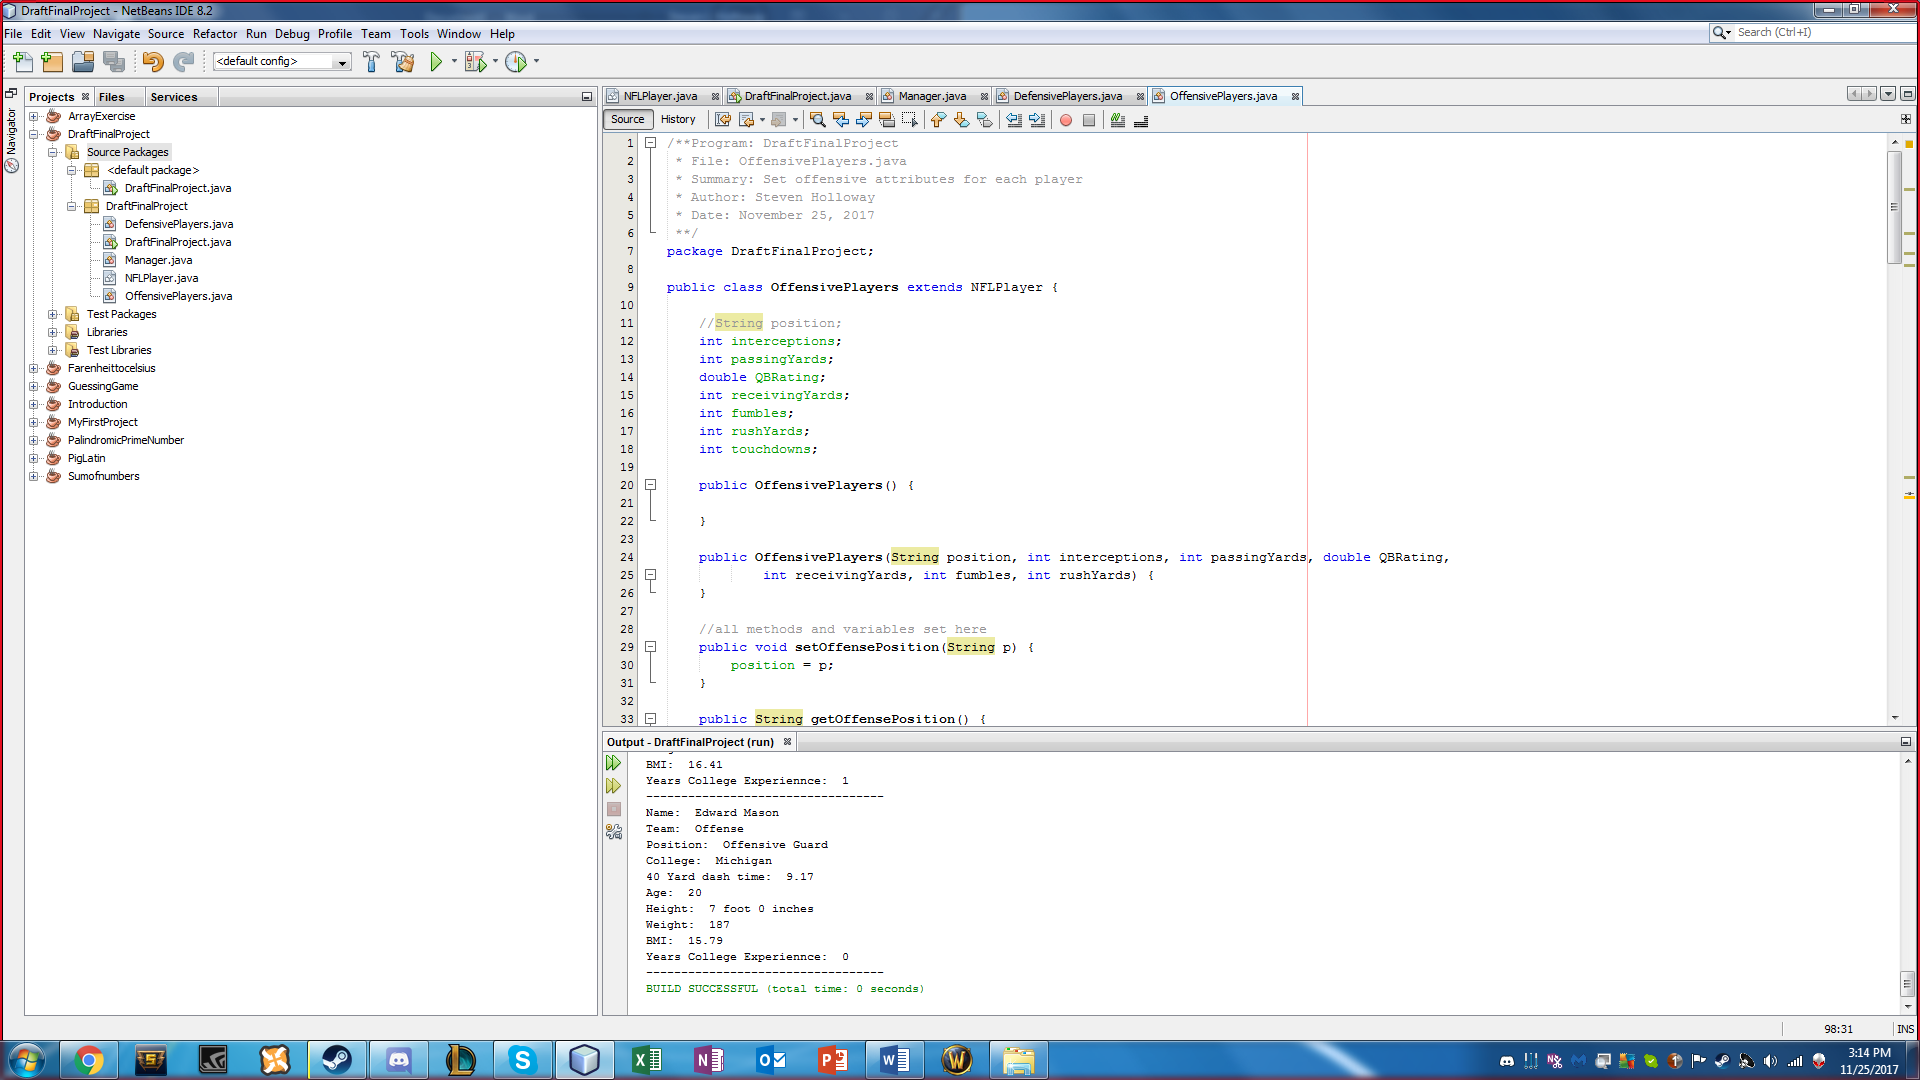 DraftFinalProject - NetBeans IDE 8.2
File Edit View Navigate Source Refactor Run Debug Profile Team Tools Window Help
Search (Ctrl+I)
<default config>
Projects Files Services
Navigator
ArrayExercise
DraftFinalProject
Source Packages
<default package>
DraftFinalProject.java
DraftFinalProject
DefensivePlayers.java
DraftFinalProject.java
Manager.java
NFLPlayer.java
OffensivePlayers.java
Test Packages
Libraries
Test Libraries
Farenheittocelsius
GuessingGame
Introduction
MyFirstProject
PalindromicPrimeNumber
PigLatin
Sumofnumbers
NFLPlayer.java DraftFinalProject.java Manager.java DefensivePlayers.java OffensivePlayers.java
Source History
1 /**Program: DraftFinalProject
2 * File: OffensivePlayers.java
3 * Summary: Set offensive attributes for each player
4 * Author: Steven Holloway
5 * Date: November 25, 2017
6 **/
7 package DraftFinalProject;
8
9 public class OffensivePlayers extends NFLPlayer {
10
11 //String position;
12 int interceptions;
13 int passingYards;
14 double QBRating;
15 int receivingYards;
16 int fumbles;
17 int rushYards;
18 int touchdowns;
19
20 public OffensivePlayers() {
21
22 }
23
24 public OffensivePlayers(String position, int interceptions, int passingYards, double QBRating,
25 int receivingYards, int fumbles, int rushYards) {
26 }
27
28 //all methods and variables set here
29 public void setOffensePosition(String p) {
30 position = p;
31 }
32
33 public String getOffensePosition() {
Output - DraftFinalProject (run)
BMI: 16.41
Years College Experiennce: 1
----------------------------------
Name: Edward Mason
Team: Offense
Position: Offensive Guard
College: Michigan
40 Yard dash time: 9.17
Age: 20
Height: 7 foot 0 inches
Weight: 187
BMI: 15.79
Years College Experiennce: 0
----------------------------------
BUILD SUCCESSFUL (total time: 0 seconds)
98:31 INS
3:14 PM
11/25/2017